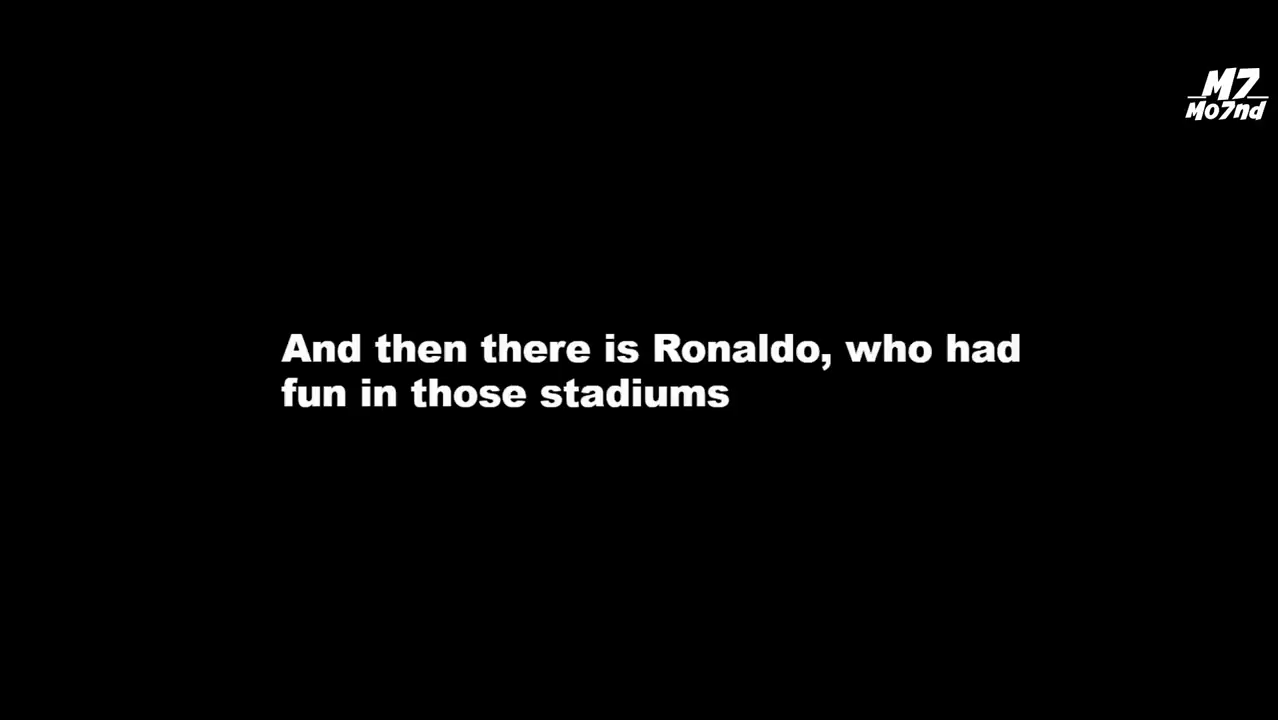 M7
Mo7nd
And then there is Ronaldo, who had
fun in those stadiums